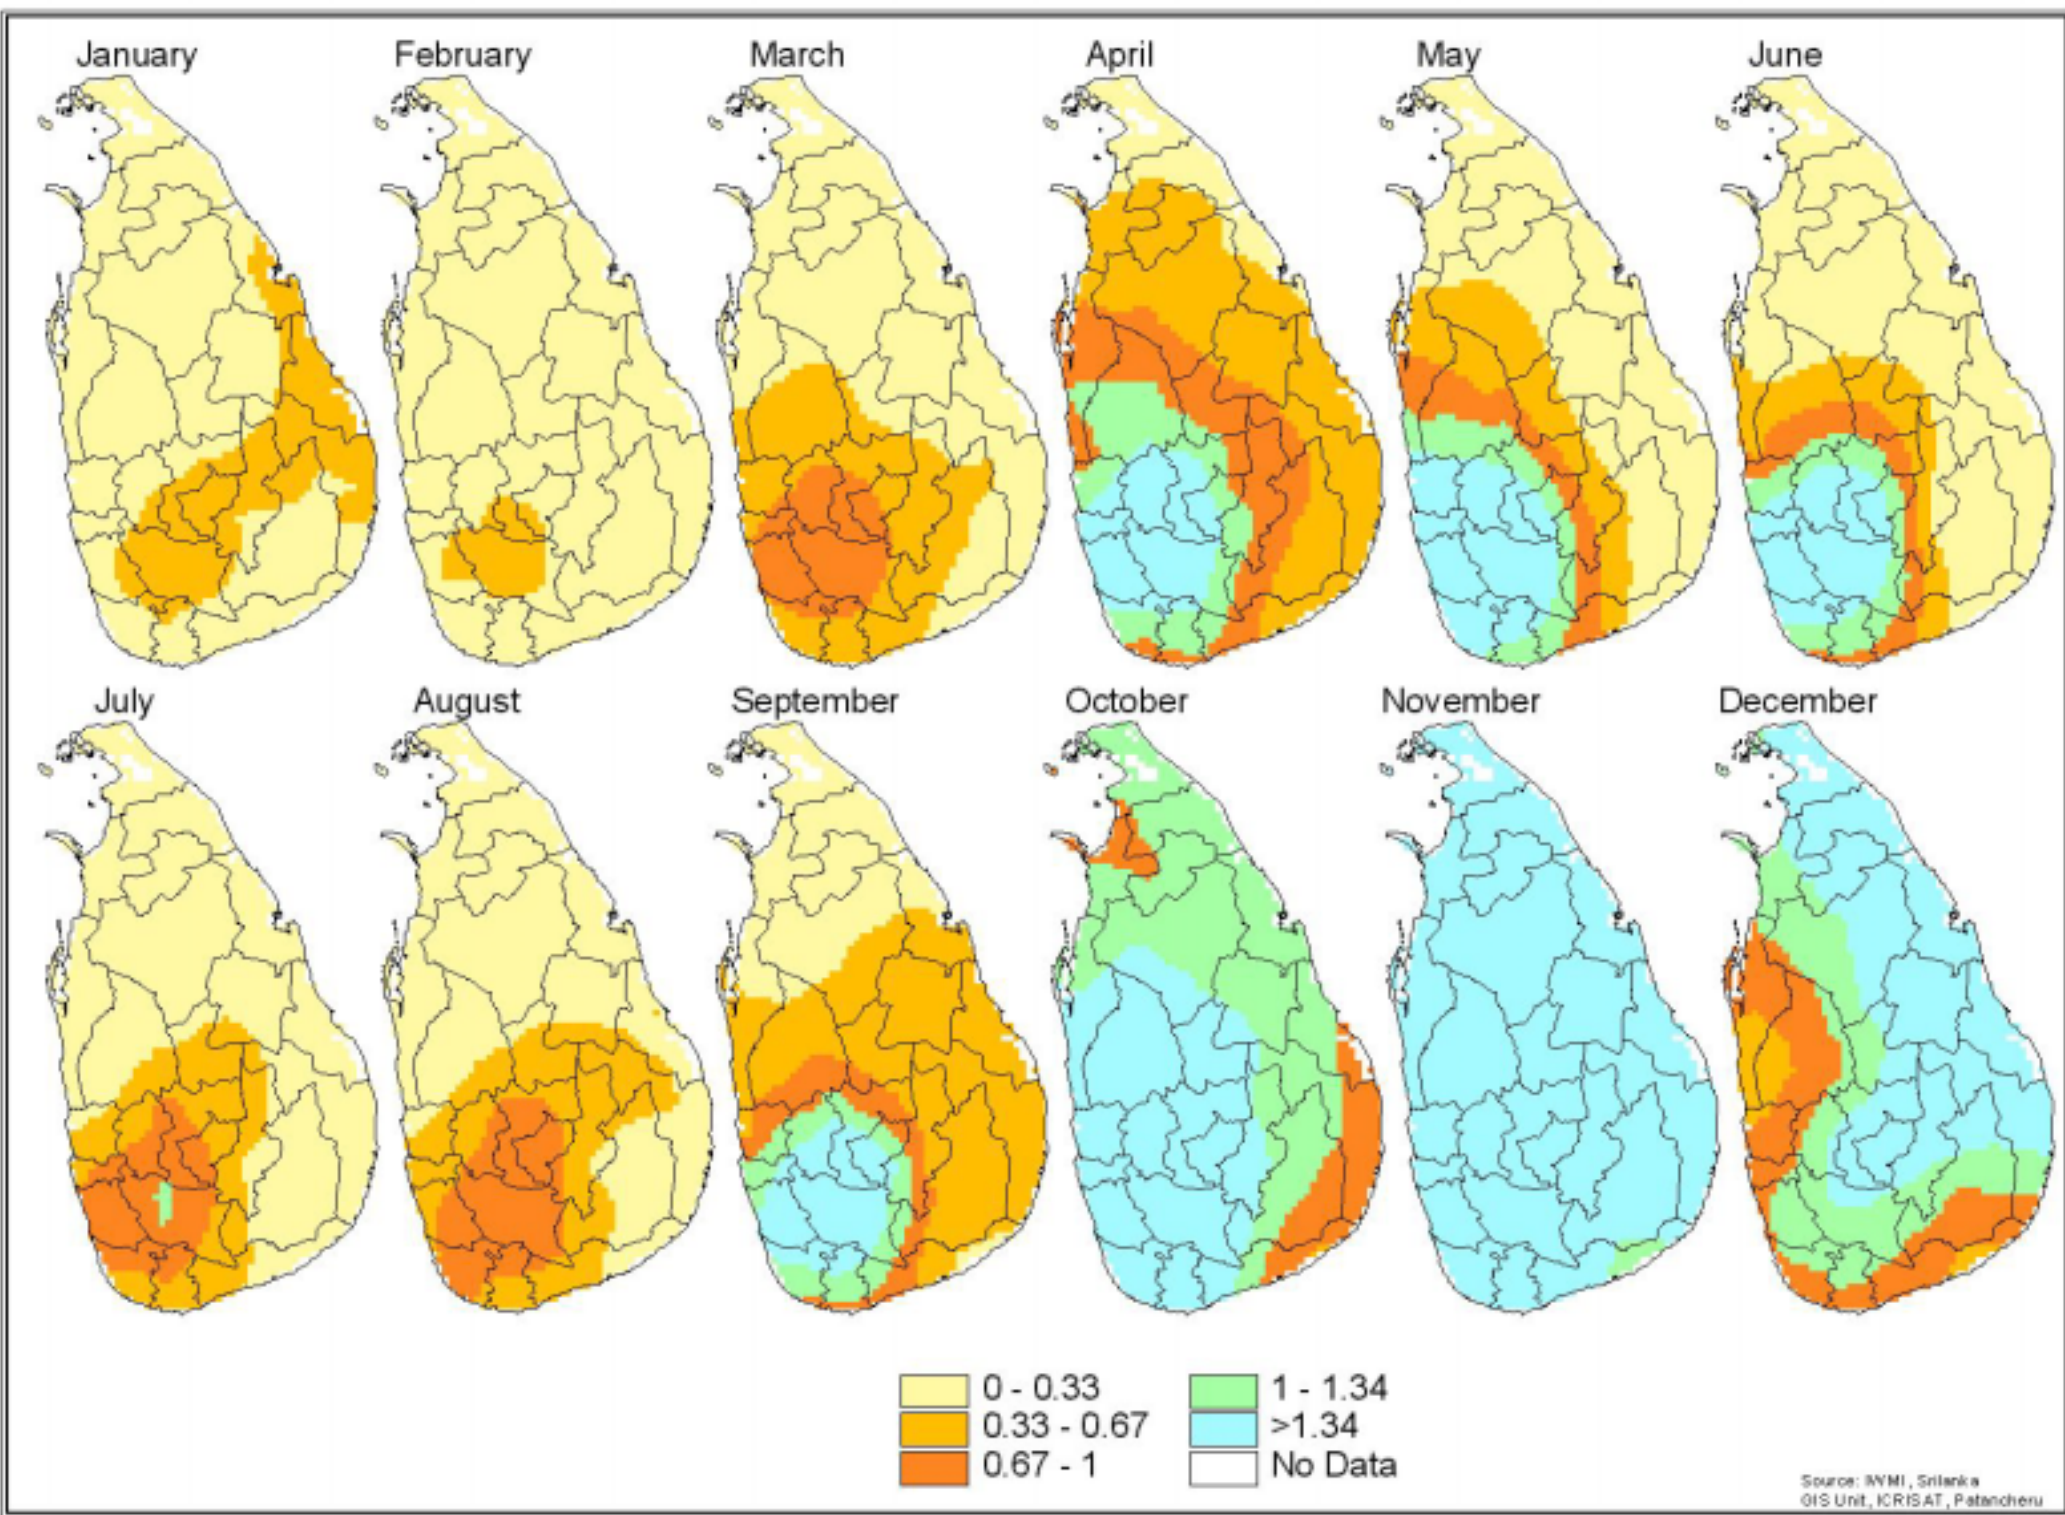 January February March April May June
July August September October November December
0 - 0.33
0.33 - 0.67
0.67 - 1
1 - 1.34
>1.34
No Data
Source: IWMI, Srilanka
GIS Unit, ICRISAT, Patancheru